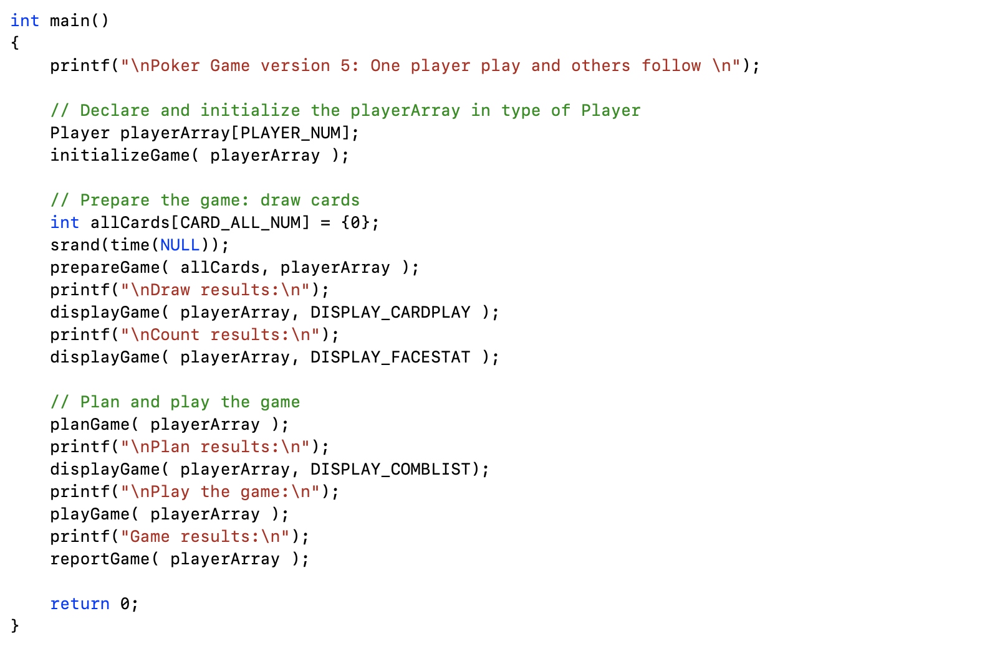 int main()
{
    printf("\nPoker Game version 5: One player play and others follow \n");

    // Declare and initialize the playerArray in type of Player
    Player playerArray[PLAYER_NUM];
    initializeGame( playerArray );

    // Prepare the game: draw cards
    int allCards[CARD_ALL_NUM] = {0};
    srand(time(NULL));
    prepareGame( allCards, playerArray );
    printf("\nDraw results:\n");
    displayGame( playerArray, DISPLAY_CARDPLAY );
    printf("\nCount results:\n");
    displayGame( playerArray, DISPLAY_FACESTAT );

    // Plan and play the game
    planGame( playerArray );
    printf("\nPlan results:\n");
    displayGame( playerArray, DISPLAY_COMBLIST);
    printf("\nPlay the game:\n");
    playGame( playerArray );
    printf("Game results:\n");
    reportGame( playerArray );

    return 0;
}